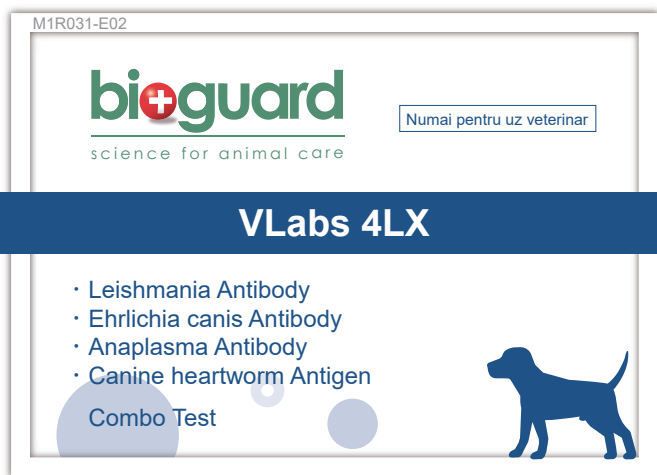 M1R031-E02
bioguard
science for animal care
Numai pentru uz veterinar
VLabs 4LX
· Leishmania Antibody
· Ehrlichia canis Antibody
· Anaplasma Antibody
· Canine heartworm Antigen
Combo Test